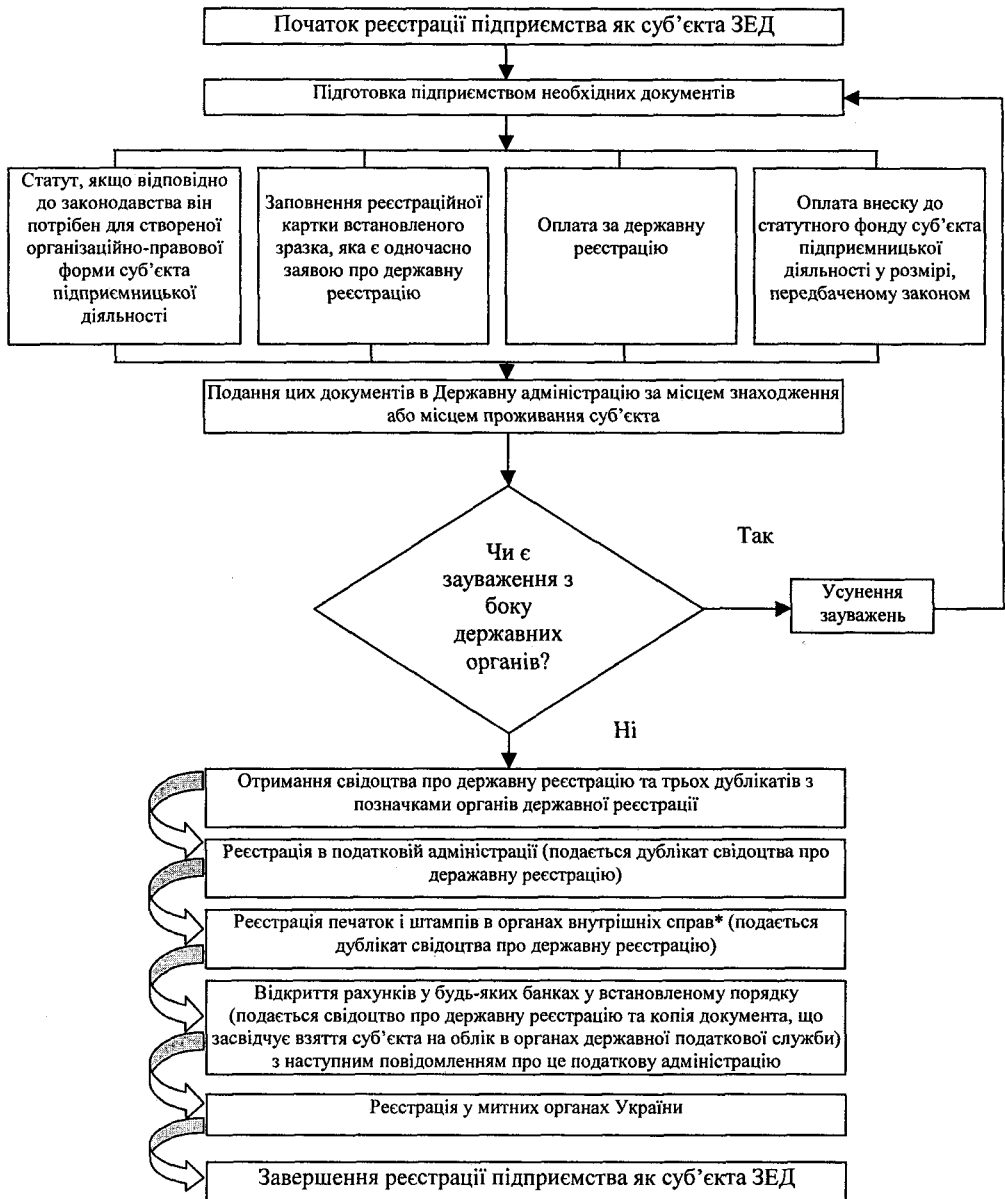 Початок реєстрації підприємства як суб’єкта ЗЕД
Підготовка підприємством необхідних документів
Статут, якщо відповідно
до законодавства він
потрібен для створеної
організаційно-правової
форми суб’єкта
підприємницької
діяльності
Заповнення реєстраційної
картки встановленого
зразка, яка є одночасно
заявою про державну
реєстрацію
Оплата за державну
реєстрацію
Оплата внеску до
статутного фонду суб’єкта
підприємницької
діяльності у розмірі,
передбаченому законом
Подання цих документів в Державну адміністрацію за місцем знаходження
або місцем проживання суб’єкта
Чи є
зауваження з
боку
державних
органів?
Так
Усунення
зауважень
Ні
Отримання свідоцтва про державну реєстрацію та трьох дублікатів з
позначками органів державної реєстрації
Реєстрація в податковій адміністрації (подається дублікат свідоцтва про
деражавну реєстрацію)
Реєстрація печаток і штампів в органах внутрішніх справ* (подається
дублікат свідоцтва про державну реєстрацію)
Відкриття рахунків у будь-яких банках у встановленому порядку
(подається свідоцтво про державну реєстрацію та копія документа, що
засвідчує взяття суб’єкта на облік в органах державної податкової служби)
з наступним повідомленням про це податкову адміністрацію
Реєстрація у митних органах України
Завершення реєстрації підприємства як суб’єкта ЗЕД